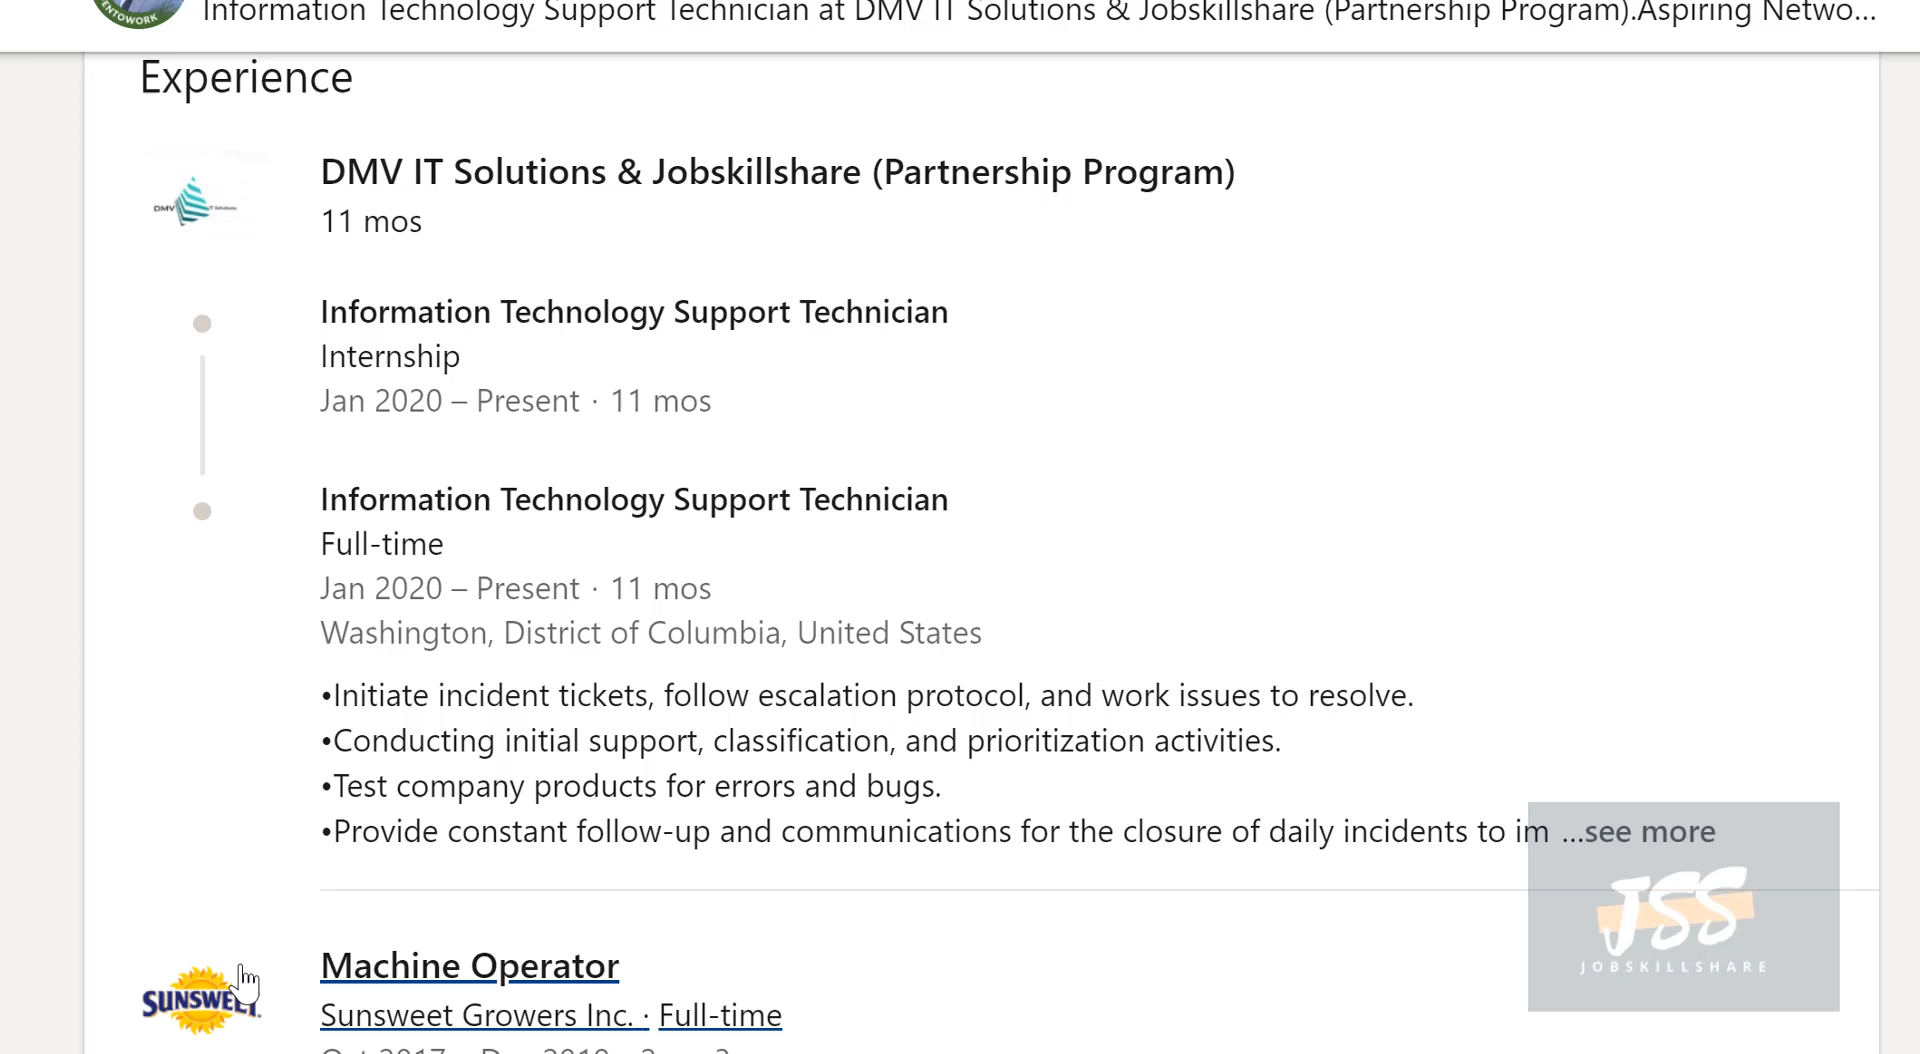 ENTOWORK
Information Technology Support Technician at DMV IT Solutions & Jobskillshare (Partnership Program).Aspiring Netwo...
Experience
DMV IT Solutions
DMV IT Solutions & Jobskillshare (Partnership Program)
11 mos
Information Technology Support Technician
Internship
Jan 2020 – Present · 11 mos
Information Technology Support Technician
Full-time
Jan 2020 – Present · 11 mos
Washington, District of Columbia, United States
•Initiate incident tickets, follow escalation protocol, and work issues to resolve.
•Conducting initial support, classification, and prioritization activities.
•Test company products for errors and bugs.
•Provide constant follow-up and communications for the closure of daily incidents to im ...see more
JSS
JOBSKILLSHARE
Machine Operator
SUNSWEET
Sunsweet Growers Inc. · Full-time